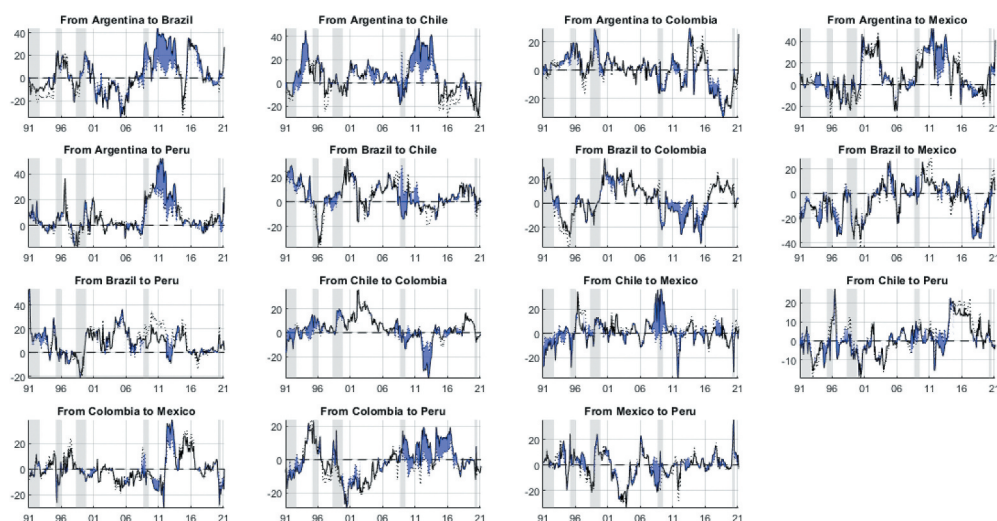 From Argentina to Brazil
40
20
0
-20
91 96 01 06 11 16 21
From Argentina to Chile
40
20
0
-20
91 96 01 06 11 16 21
From Argentina to Colombia
20
0
-20
91 96 01 06 11 16 21
From Argentina to Mexico
40
20
0
-20
91 96 01 06 11 16 21
From Argentina to Peru
40
20
0
91 96 01 06 11 16 21
From Brazil to Chile
20
0
-20
91 96 01 06 11 16 21
From Brazil to Colombia
20
0
-20
91 96 01 06 11 16 21
From Brazil to Mexico
20
0
-20
-40
91 96 01 06 11 16 21
From Brazil to Peru
40
20
0
-20
91 96 01 06 11 16 21
From Chile to Colombia
20
0
-20
91 96 01 06 11 16 21
From Chile to Mexico
20
0
-20
91 96 01 06 11 16 21
From Chile to Peru
20
10
0
-10
91 96 01 06 11 16 21
From Colombia to Mexico
20
0
-20
91 96 01 06 11 16 21
From Colombia to Peru
20
0
-20
91 96 01 06 11 16 21
From Mexico to Peru
20
0
-20
91 96 01 06 11 16 21